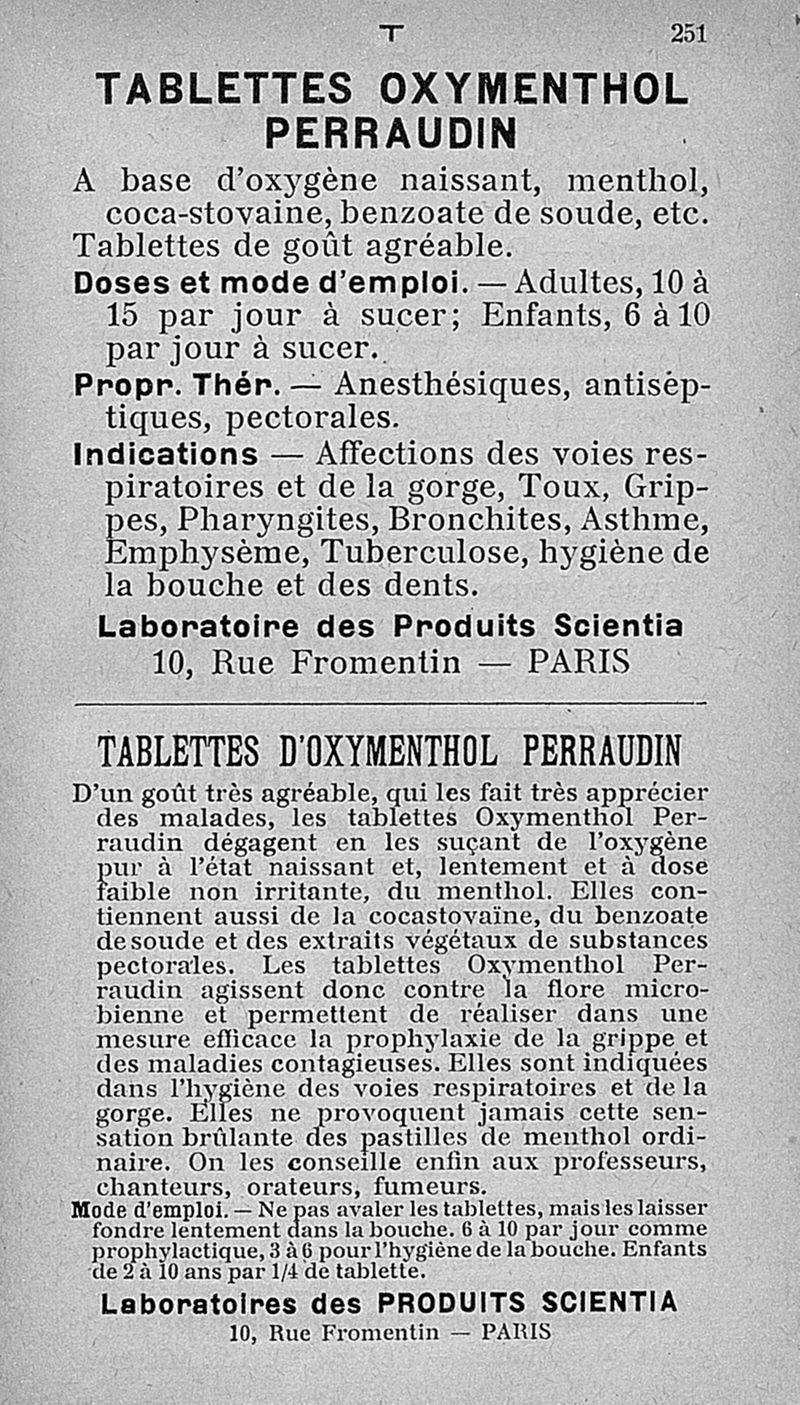 T 251
TABLETTES OXYMENTHOL
PERRAUDIN
A base d'oxygène naissant, menthol,
coca-stovaine, benzoate de soude, etc.
Tablettes de goût agréable.
Doses et mode d'emploi. — Adultes, 10 à
15 par jour à sucer; Enfants, 6 à 10
par jour à sucer.
Propr. Thér. — Anesthésiques, antisép-
tiques, pectorales.
Indications — Affections des voies res-
piratoires et de la gorge, Toux, Grip-
pes, Pharyngites, Bronchites, Asthme,
Emphysème, Tuberculose, hygiène de
la bouche et des dents.
Laboratoire des Produits Scientia
10, Rue Fromentin — PARIS
TABLETTES D'OXYMENTHOL PERRAUDIN
D'un goût très agréable, qui les fait très apprécier
des malades, les tablettes Oxymenthol Per-
raudin dégagent en les suçant de l'oxygène
pur à l'état naissant et, lentement et à dose
faible non irritante, du menthol. Elles con-
tiennent aussi de la cocastovaïne, du benzoate
de soude et des extraits végétaux de substances
pectorales. Les tablettes Oxymenthol Per-
raudin agissent donc contre la flore micro-
bienne et permettent de réaliser dans une
mesure efficace la prophylaxie de la grippe et
des maladies contagieuses. Elles sont indiquées
dans l'hygiène des voies respiratoires et de la
gorge. Elles ne provoquent jamais cette sen-
sation brûlante des pastilles de menthol ordi-
naire. On les conseille enfin aux professeurs,
chanteurs, orateurs, fumeurs.
Mode d'emploi. — Ne pas avaler les tablettes, mais les laisser
fondre lentement dans la bouche. 6 à 10 par jour comme
prophylactique, 3 à 6 pour l'hygiène de la bouche. Enfants
de 2 à 10 ans par 1/4 de tablette.
Laboratoires des PRODUITS SCIENTIA
10, Rue Fromentin — PARIS